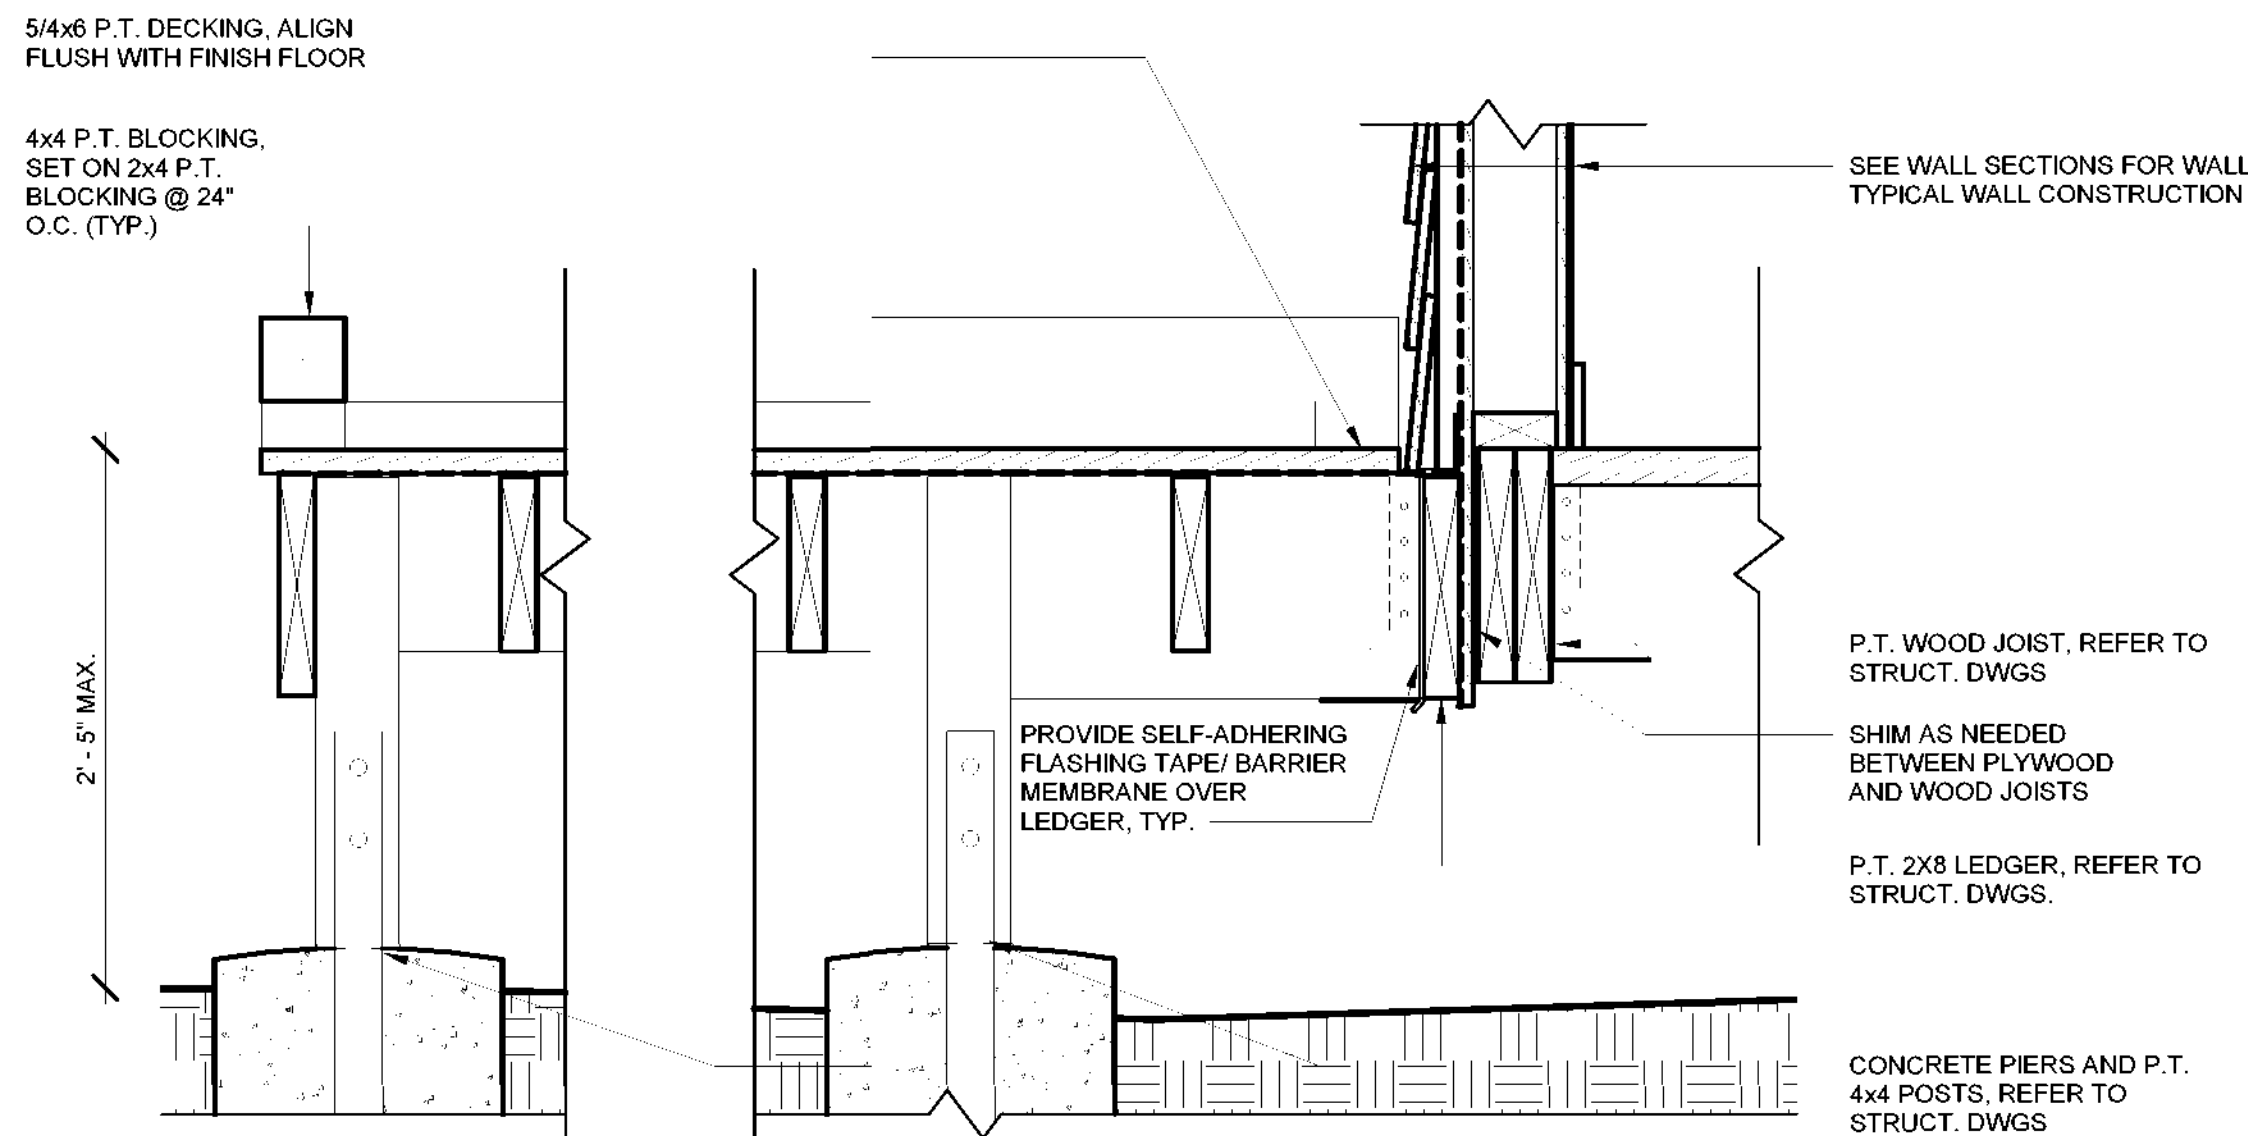 5/4x6 P.T. DECKING, ALIGN
FLUSH WITH FINISH FLOOR
4x4 P.T. BLOCKING,
SET ON 2x4 P.T.
BLOCKING @ 24"
O.C. (TYP.)
SEE WALL SECTIONS FOR WALL
TYPICAL WALL CONSTRUCTION
2' - 5" MAX.
PROVIDE SELF-ADHERING
FLASHING TAPE/ BARRIER
MEMBRANE OVER
LEDGER, TYP.
P.T. WOOD JOIST, REFER TO
STRUCT. DWGS
SHIM AS NEEDED
BETWEEN PLYWOOD
AND WOOD JOISTS
P.T. 2X8 LEDGER, REFER TO
STRUCT. DWGS.
CONCRETE PIERS AND P.T.
4x4 POSTS, REFER TO
STRUCT. DWGS